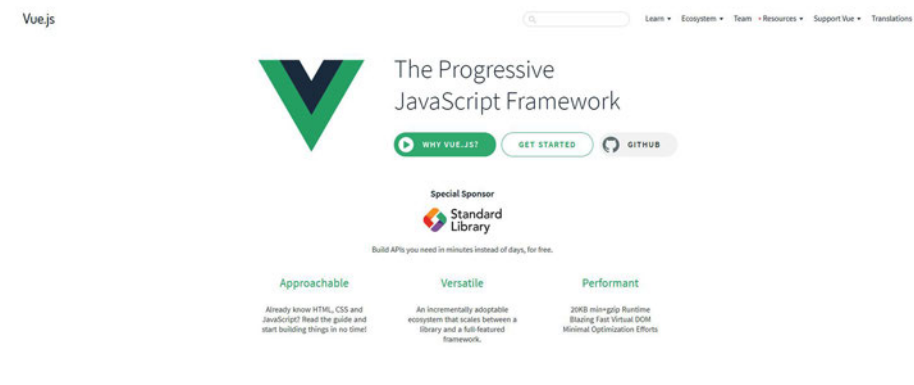 Vue.js
Learn Ecosystem Team Resources Support Vue Translations
The Progressive
JavaScript Framework
WHY VUE.JS? GET STARTED GITHUB
Special Sponsor
Standard
Library
Build APIs you need in minutes instead of days, for free.
Approachable Versatile Performant
Already know HTML, CSS and
JavaScript? Read the guide and
start building things in no time!
An incrementally adoptable
ecosystem that scales between a
library and a full-featured
framework.
20KB min+gzip Runtime
Blazing Fast Virtual DOM
Minimal Optimization Efforts